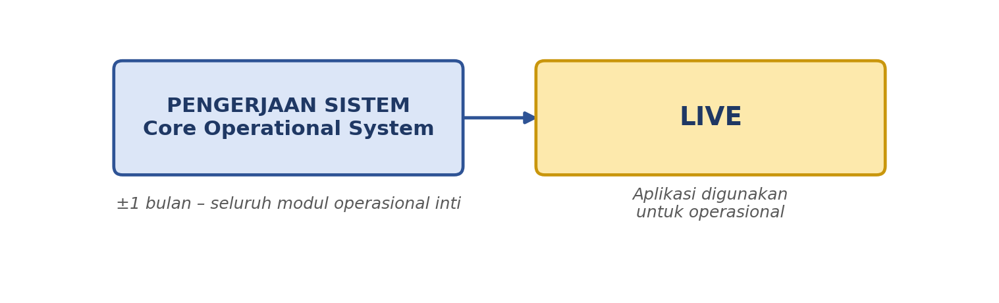 PENGERJAAN SISTEM
Core Operational System
LIVE
±1 bulan – seluruh modul operasional inti
Aplikasi digunakan
untuk operasional